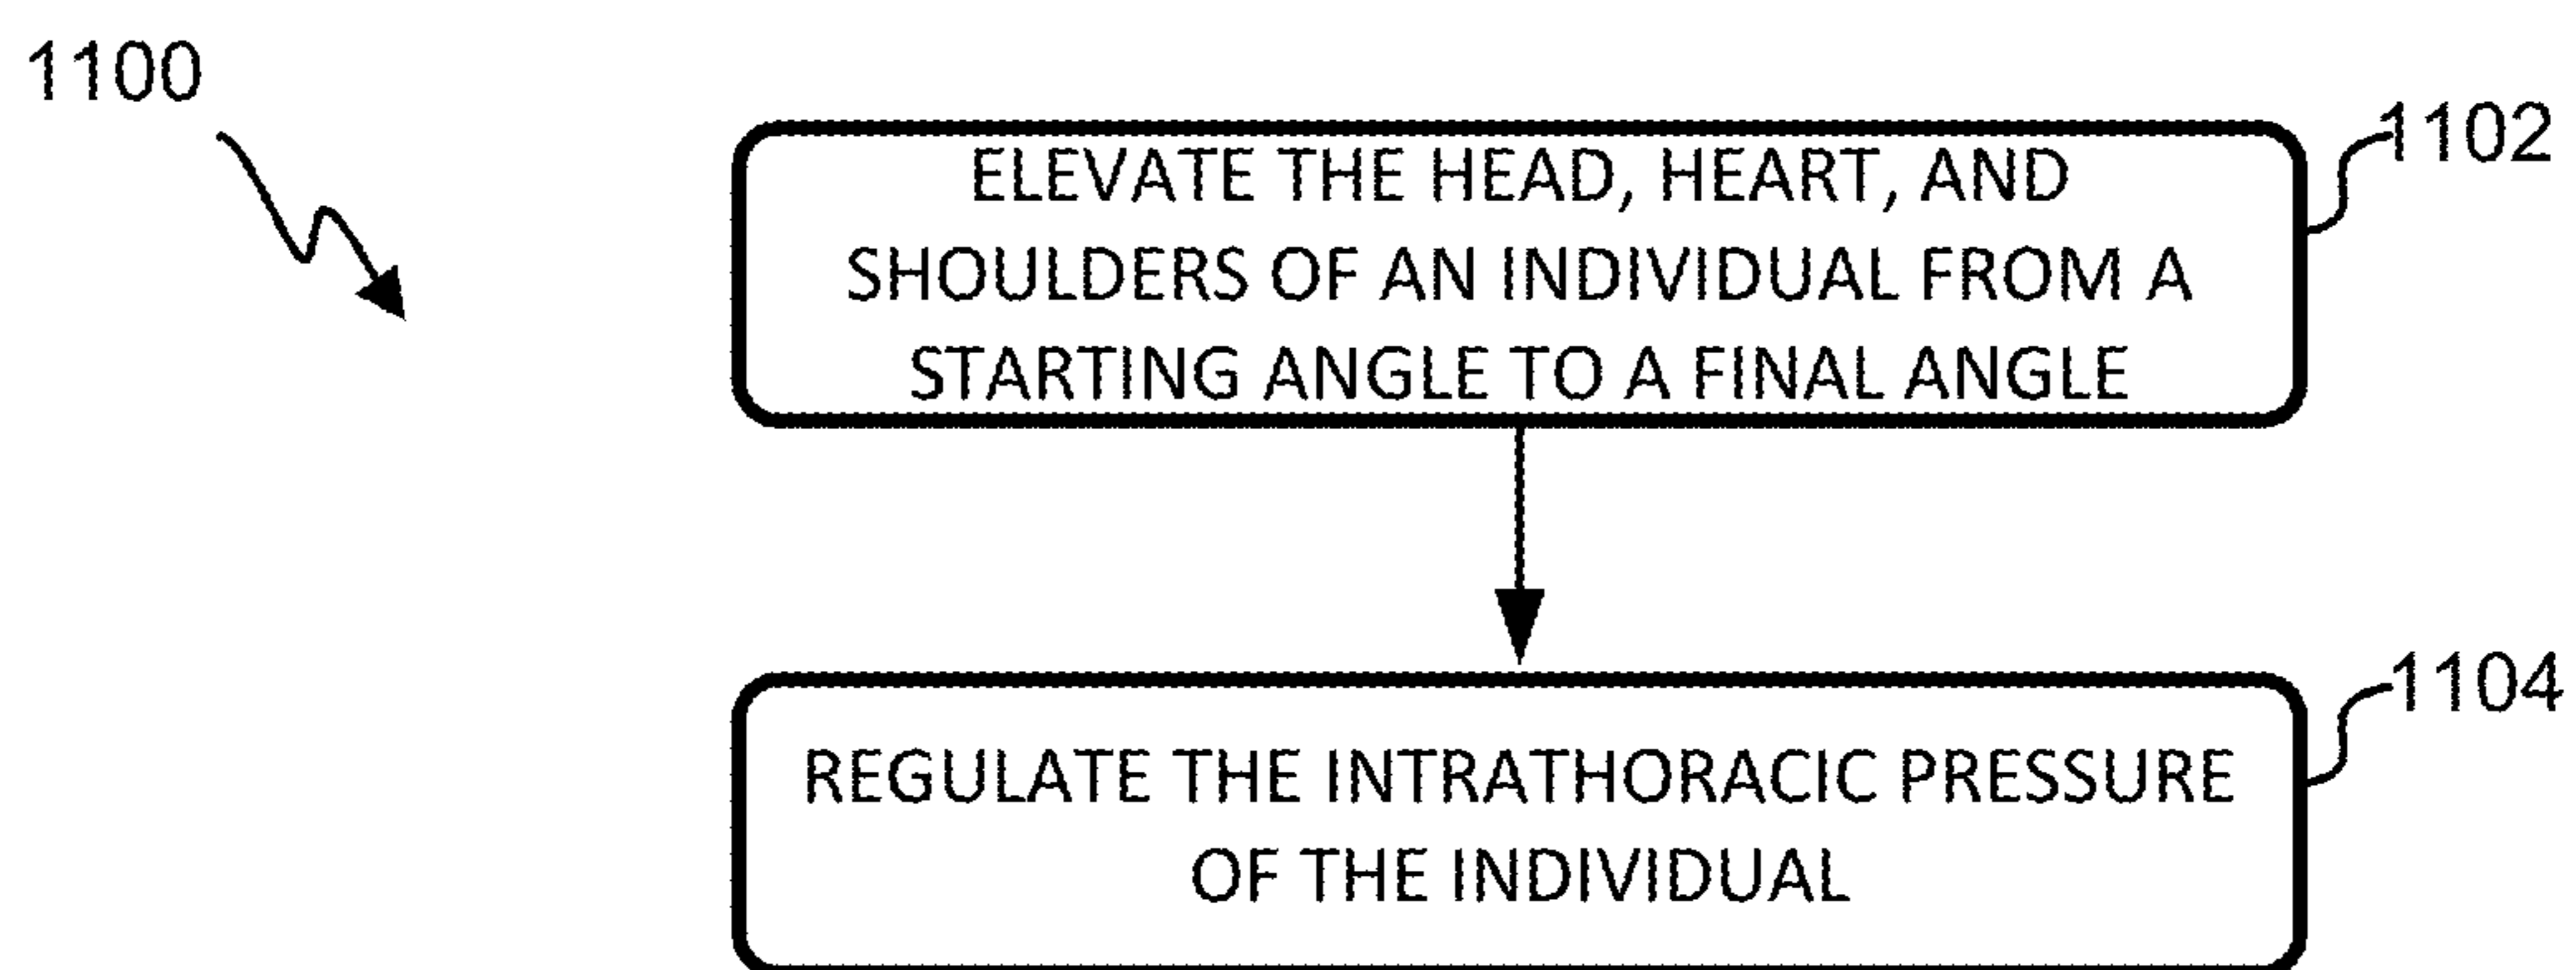 1100
1102
ELEVATE THE HEAD, HEART, AND
SHOULDERS OF AN INDIVIDUAL FROM A
STARTING ANGLE TO A FINAL ANGLE
1104
REGULATE THE INTRATHORACIC PRESSURE
OF THE INDIVIDUAL